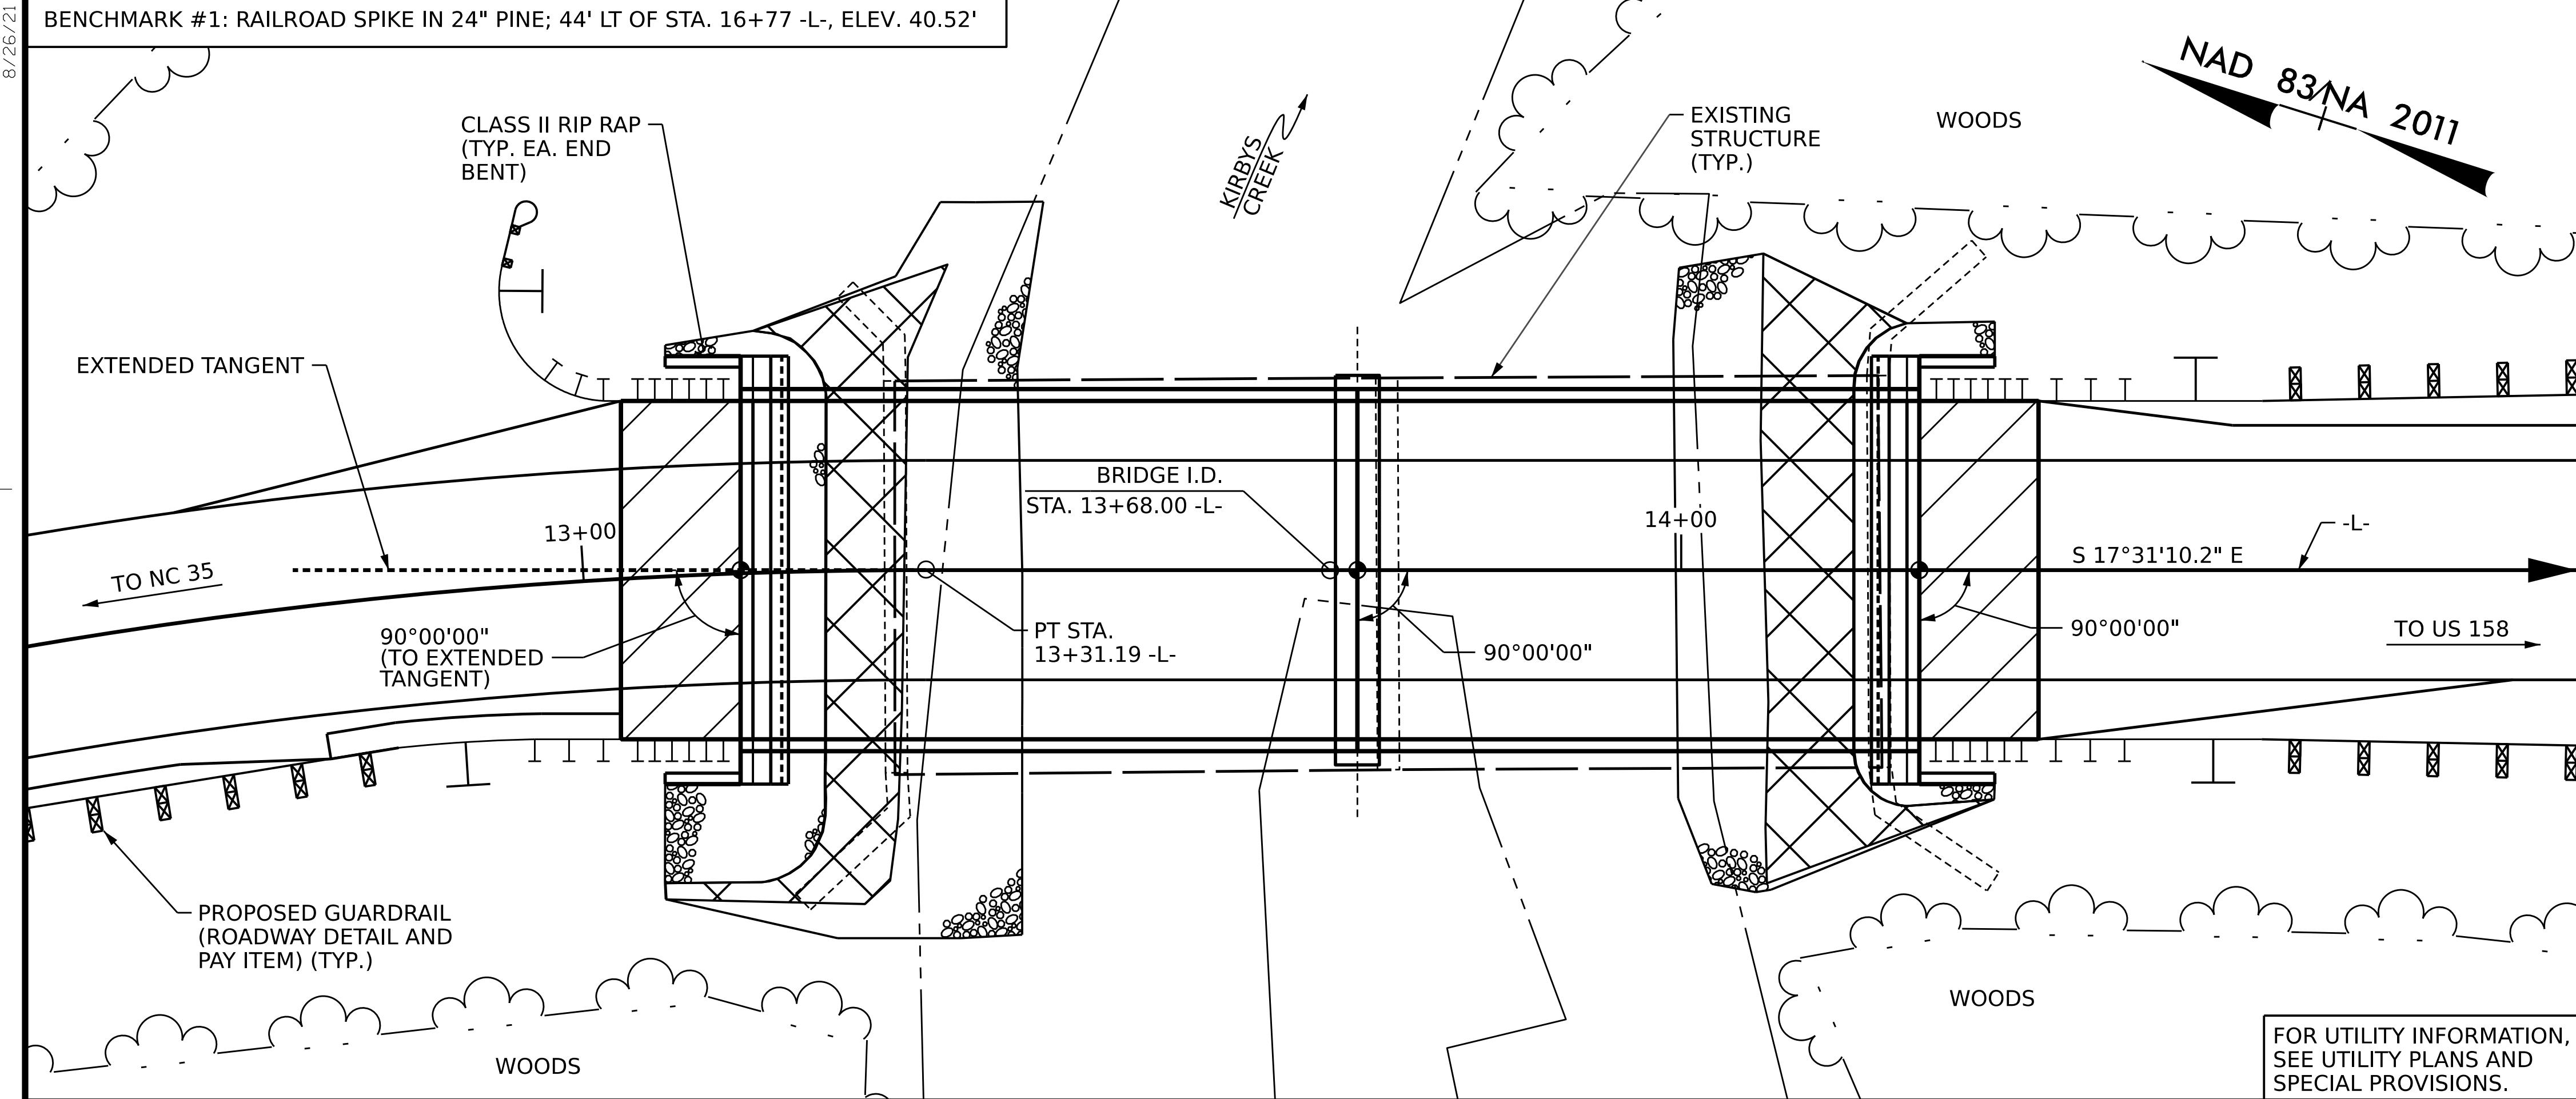 8/26/21
BENCHMARK #1: RAILROAD SPIKE IN 24" PINE; 44' LT OF STA. 16+77 -L-, ELEV. 40.52'
NAD 83/NA 2011
CLASS II RIP RAP
(TYP. EA. END
BENT)
KIRBYS
CREEK
EXISTING
STRUCTURE
(TYP.)
WOODS
EXTENDED TANGENT
BRIDGE I.D.
STA. 13+68.00 -L-
13+00
14+00
-L-
S 17°31'10.2" E
TO NC 35
90°00'00"
(TO EXTENDED
TANGENT)
PT STA.
13+31.19 -L-
90°00'00"
90°00'00"
TO US 158
PROPOSED GUARDRAIL
(ROADWAY DETAIL AND
PAY ITEM) (TYP.)
WOODS
WOODS
FOR UTILITY INFORMATION,
SEE UTILITY PLANS AND
SPECIAL PROVISIONS.